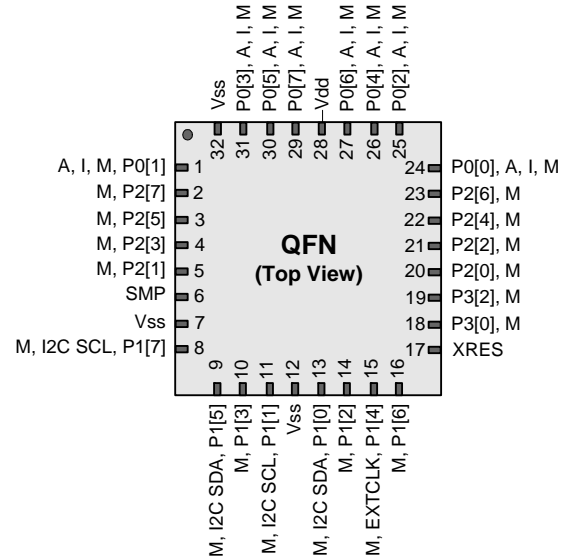 Vss
P0[3], A, I, M
P0[5], A, I, M
P0[7], A, I, M
Vdd
P0[6], A, I, M
P0[4], A, I, M
P0[2], A, I, M
32
31
30
29
28
27
26
25
A, I, M, P0[1]
1
M, P2[7]
2
M, P2[5]
3
M, P2[3]
4
M, P2[1]
5
SMP
6
Vss
7
M, I2C SCL, P1[7]
8
QFN
(Top View)
24
P0[0], A, I, M
23
P2[6], M
22
P2[4], M
21
P2[2], M
20
P2[0], M
19
P3[2], M
18
P3[0], M
17
XRES
9
10
11
12
13
14
15
16
M, I2C SDA, P1[5]
M, P1[3]
M, I2C SCL, P1[1]
Vss
M, I2C SDA, P1[0]
M, P1[2]
M, EXTCLK, P1[4]
M, P1[6]